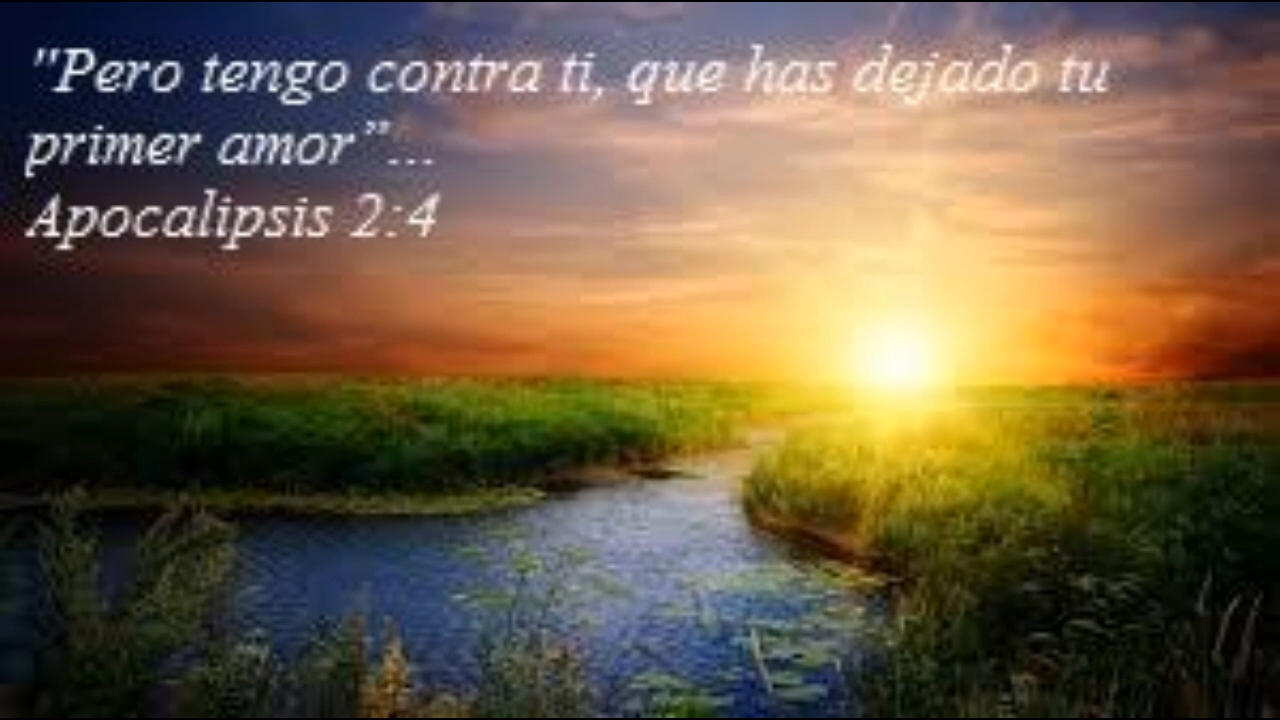 "Pero tengo contra ti, que has dejado tu
primer amor”...
Apocalipsis 2:4